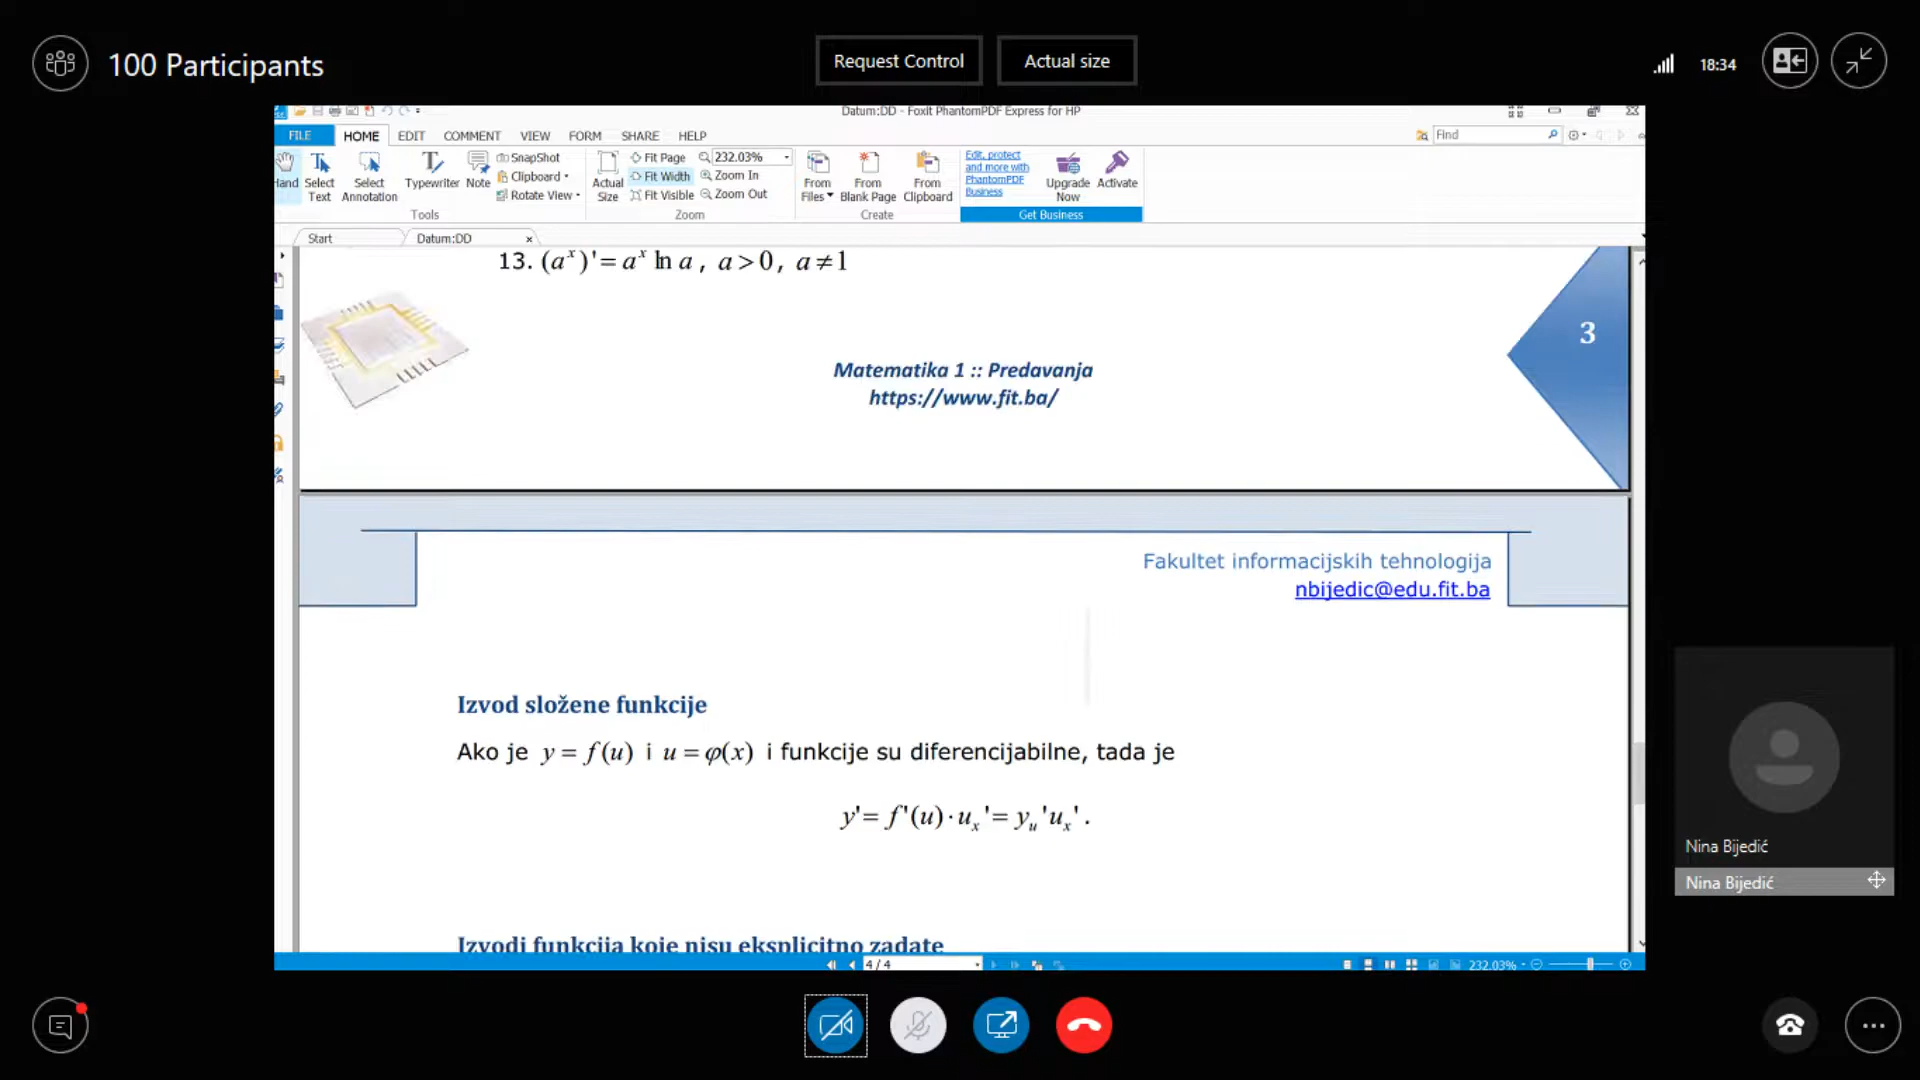 100 Participants
Request Control
Actual size
18:34
Datum:DD - Foxit PhantomPDF Express for HP
FILE HOME EDIT COMMENT VIEW FORM SHARE HELP
Find
Hand
Select Text
Select Annotation
Typewriter
Note
SnapShot
Clipboard
Rotate View
Tools
Actual Size
Fit Page
Fit Width
Fit Visible
232.03%
Zoom In
Zoom Out
Zoom
From Files
From Blank Page
From Clipboard
Create
Edit, protect
and more with
PhantomPDF
Business
Upgrade Now
Activate
Get Business
Start
Datum:DD
13. (aˣ)'= aˣ ln a , a > 0 , a ≠ 1
3
Matematika 1 :: Predavanja
https://www.fit.ba/
Fakultet informacijskih tehnologija
nbijedic@edu.fit.ba
Izvod složene funkcije
Ako je y = f(u) i u = φ(x) i funkcije su diferencijabilne, tada je
y'= f'(u)·uₓ'= yᵤ'uₓ'.
Izvodi funkcija koje nisu eksplicitno zadate
4 / 4
232.03%
Nina Bijedić
Nina Bijedić